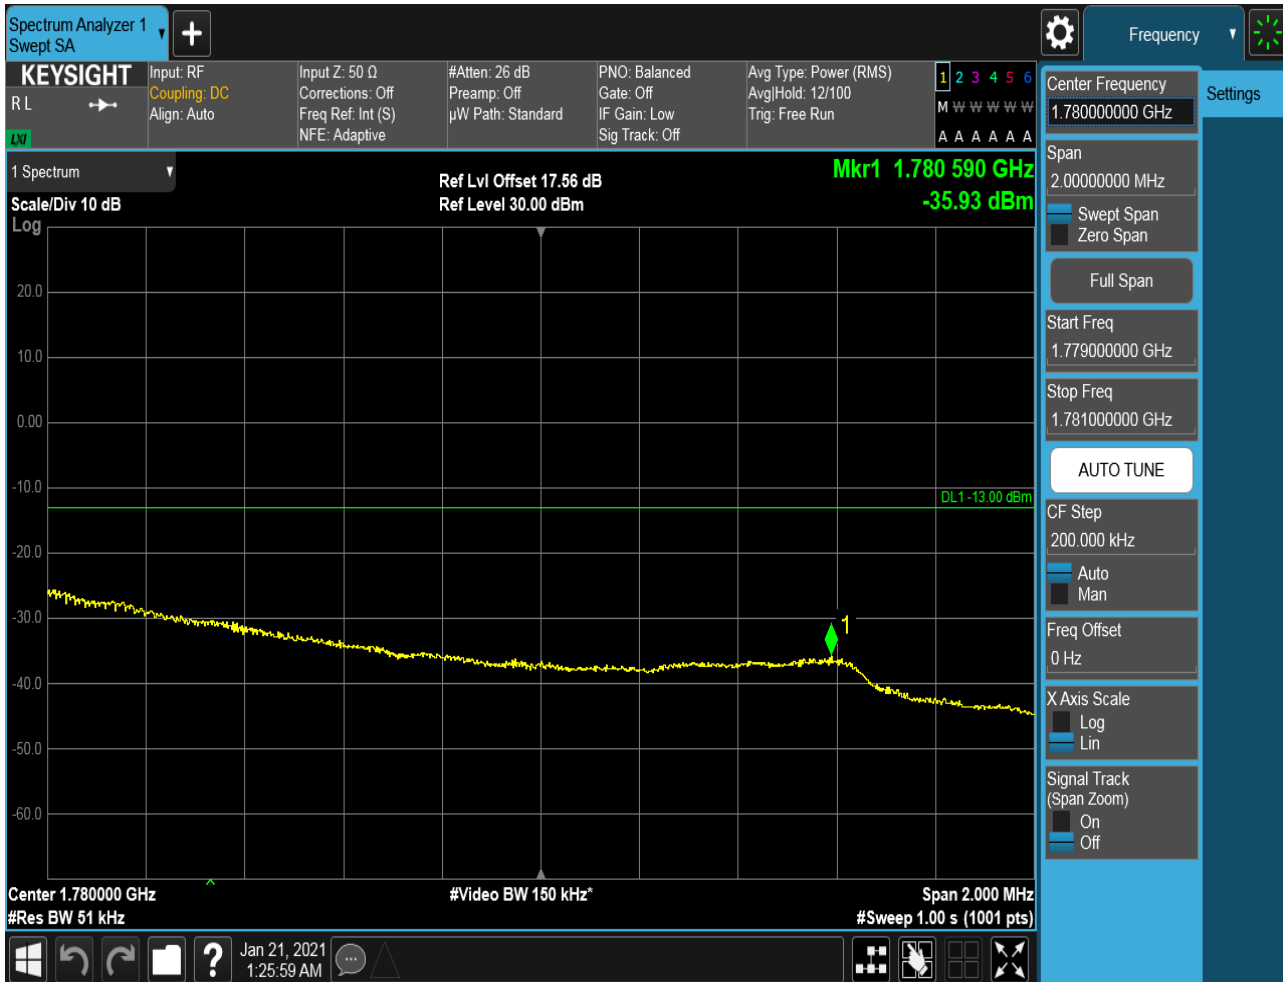 Spectrum Analyzer 1
Swept SA
+
Frequency
KEYSIGHT
R L
LXI
Input: RF
Coupling: DC
Align: Auto
Input Z: 50 Ω
Corrections: Off
Freq Ref: Int (S)
NFE: Adaptive
#Atten: 26 dB
Preamp: Off
µW Path: Standard
PNO: Balanced
Gate: Off
IF Gain: Low
Sig Track: Off
Avg Type: Power (RMS)
Avg|Hold: 12/100
Trig: Free Run
1 2 3 4 5 6
M W W W W W
A A A A A A
1 Spectrum
Scale/Div 10 dB
Log
Ref Lvl Offset 17.56 dB
Ref Level 30.00 dBm
Mkr1 1.780 590 GHz
-35.93 dBm
20.0
10.0
0.00
-10.0
-20.0
-30.0
-40.0
-50.0
-60.0
DL1 -13.00 dBm
1
Center 1.780000 GHz
#Res BW 51 kHz
#Video BW 150 kHz*
Span 2.000 MHz
#Sweep 1.00 s (1001 pts)
?
Jan 21, 2021
1:25:59 AM
Center Frequency
1.780000000 GHz
Settings
Span
2.00000000 MHz
Swept Span
Zero Span
Full Span
Start Freq
1.779000000 GHz
Stop Freq
1.781000000 GHz
AUTO TUNE
CF Step
200.000 kHz
Auto
Man
Freq Offset
0 Hz
X Axis Scale
Log
Lin
Signal Track
(Span Zoom)
On
Off